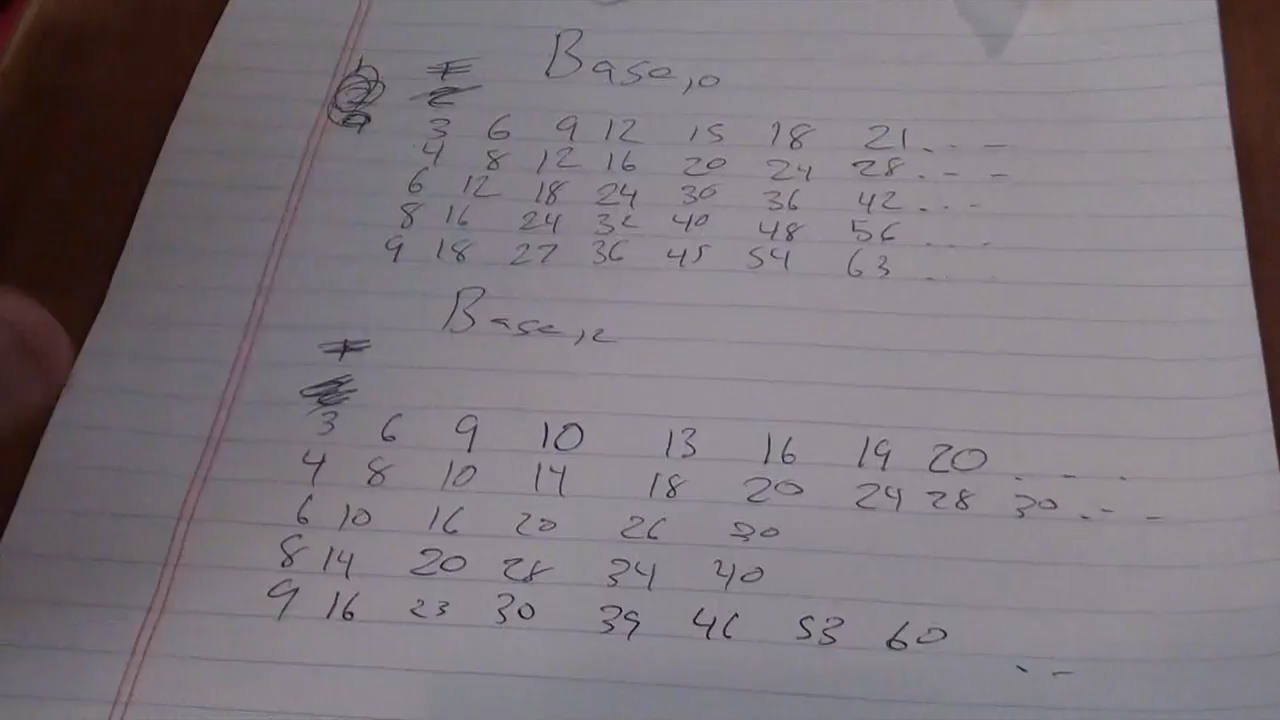 Base10
3 6 9 12 15 18 21 . . .
4 8 12 16 20 24 28 . - -
6 12 18 24 30 36 42 . . .
8 16 24 32 40 48 56 . . .
9 18 27 36 45 54 63 . . .
Base12
3 6 9 10 13 16 19 20 . . .
4 8 10 14 18 20 24 28 30 . - -
6 10 16 20 26 30
8 14 20 28 34 40
9 16 23 30 39 46 53 60
. -